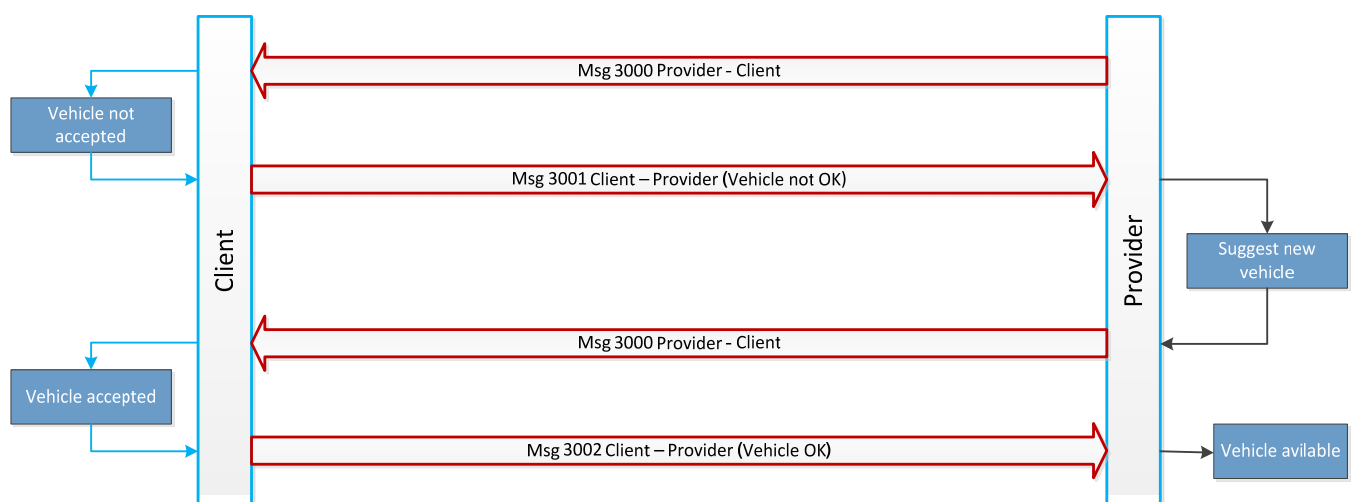 Msg 3000 Provider - Client
Vehicle not
accepted
Msg 3001 Client – Provider (Vehicle not OK)
Client
Provider
Suggest new
vehicle
Msg 3000 Provider - Client
Vehicle accepted
Msg 3002 Client – Provider (Vehicle OK)
Vehicle avilable